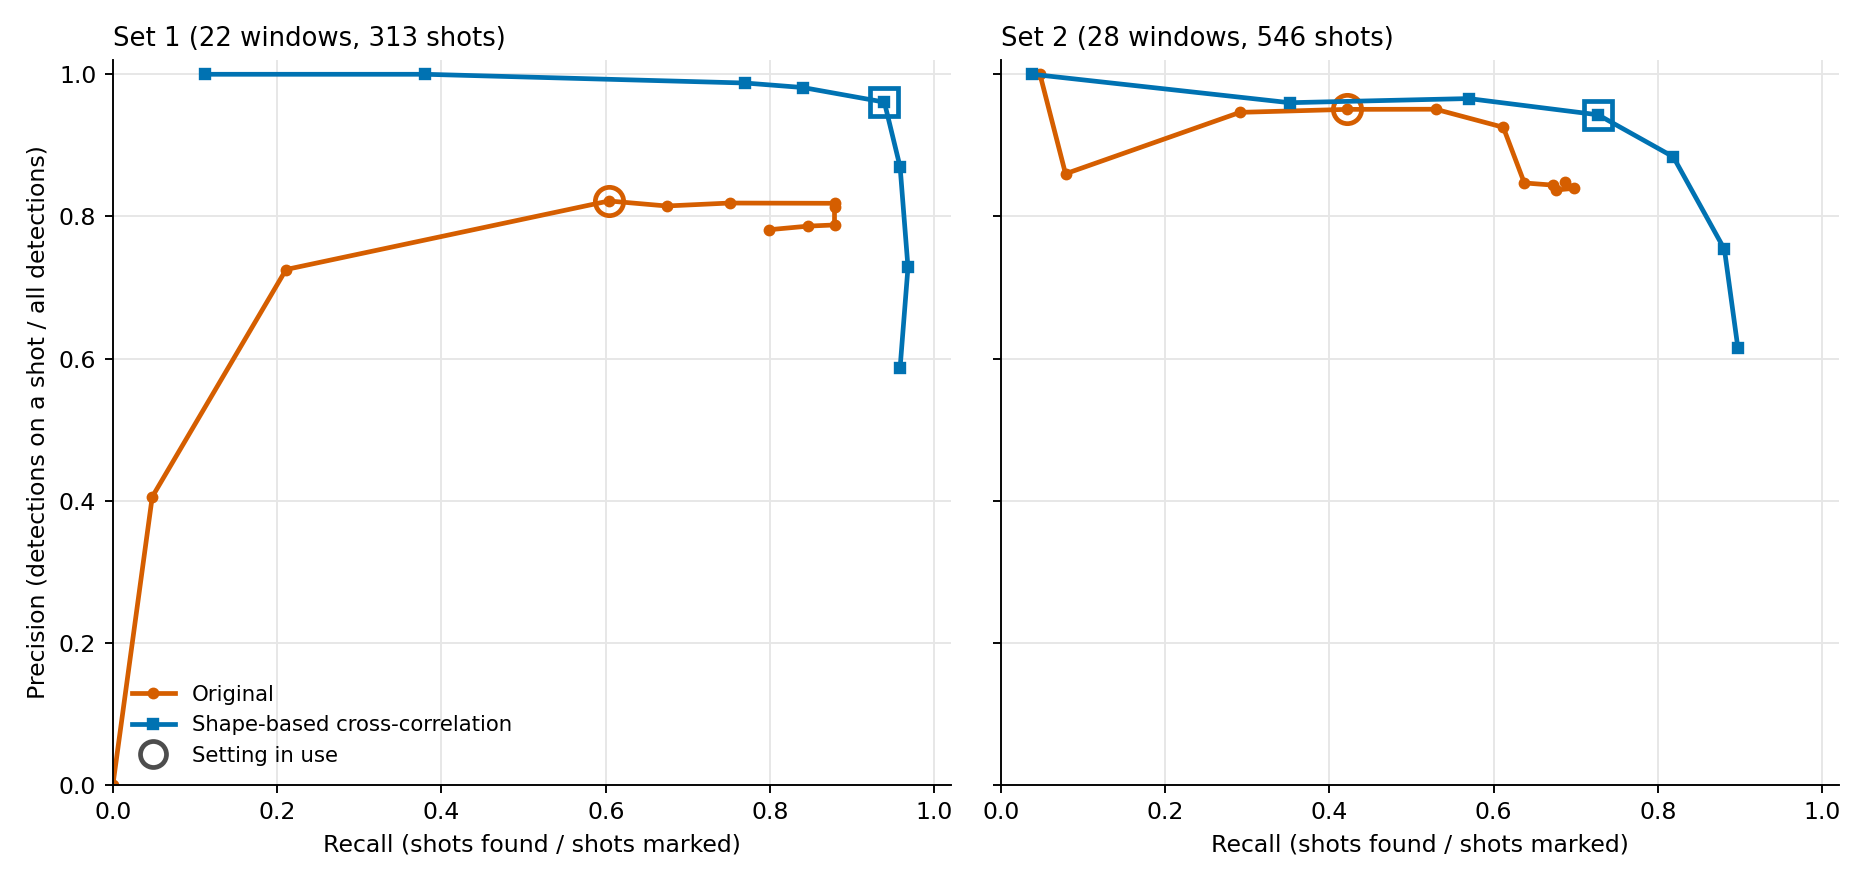 Set 1 (22 windows, 313 shots)
Set 2 (28 windows, 546 shots)
Precision (detections on a shot / all detections)
1.0
0.8
0.6
0.4
0.2
0.0
Original
Shape-based cross-correlation
Setting in use
0.0 0.2 0.4 0.6 0.8 1.0
0.0 0.2 0.4 0.6 0.8 1.0
Recall (shots found / shots marked)
Recall (shots found / shots marked)